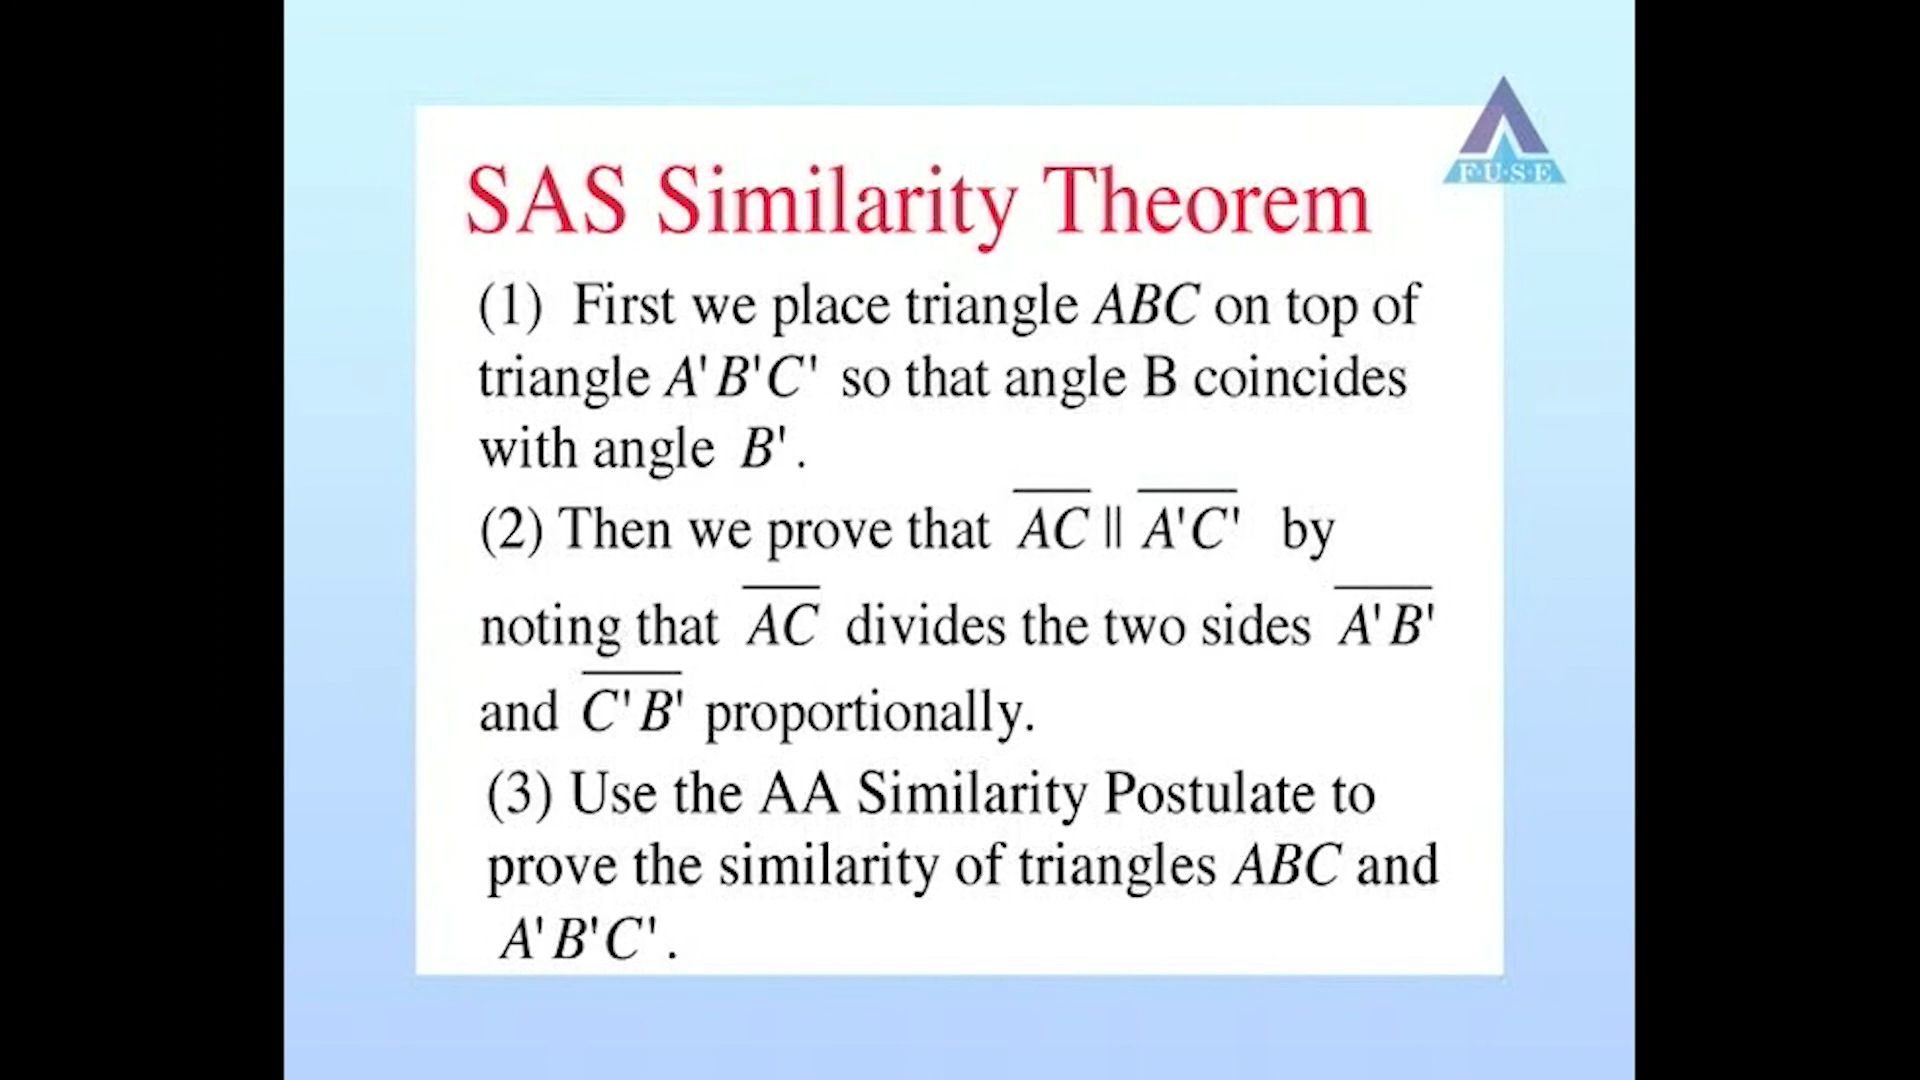 F·U·S·E
SAS Similarity Theorem
(1) First we place triangle ABC on top of
triangle A'B'C' so that angle B coincides
with angle B'.
(2) Then we prove that A̅C̅ || A̅'̅C̅'̅ by
noting that A̅C̅ divides the two sides A̅'̅B̅'̅
and C̅'̅B̅'̅ proportionally.
(3) Use the AA Similarity Postulate to
prove the similarity of triangles ABC and
A'B'C'.